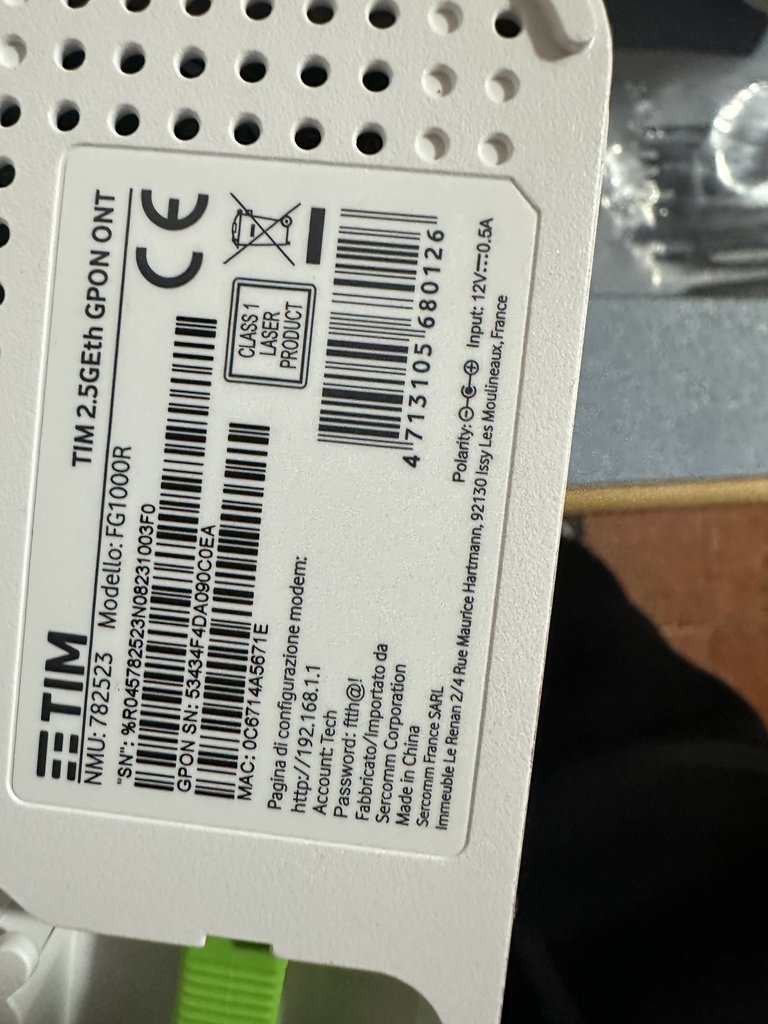 TIM
TIM 2.5GEth GPON ONT
NMU: 782523 Modello: FG1000R
"SN": %R045782523N08231003F0
GPON SN: 53434F4DA090C0EA
MAC: 0C6714A5671E
CE
CLASS 1
LASER
PRODUCT
4 713105 680126
Pagina di configurazione modem:
http://192.168.1.1
Account Tech
Password: ftth@!
Fabbricato/Importato da
Sercomm Corporation
Made in China
Polarity: Input: 12V⎓0.5A
Sercomm France SARL
Immeuble Le Renan 2/4 Rue Maurice Hartmann, 92130 Issy Les Moulineaux, France